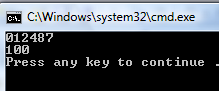 C:\Windows\system32\cmd.exe
012487
100
Press any key to continue .